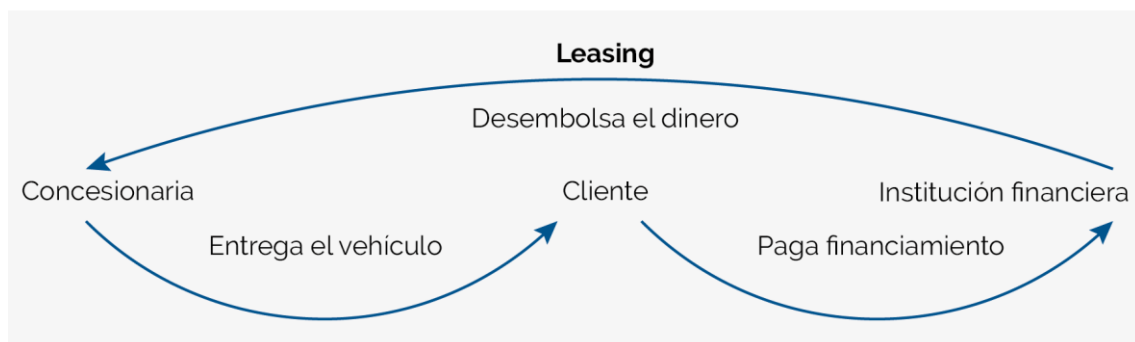 Leasing
Desembolsa el dinero
Concesionaria
Cliente
Institución financiera
Entrega el vehículo
Paga financiamiento